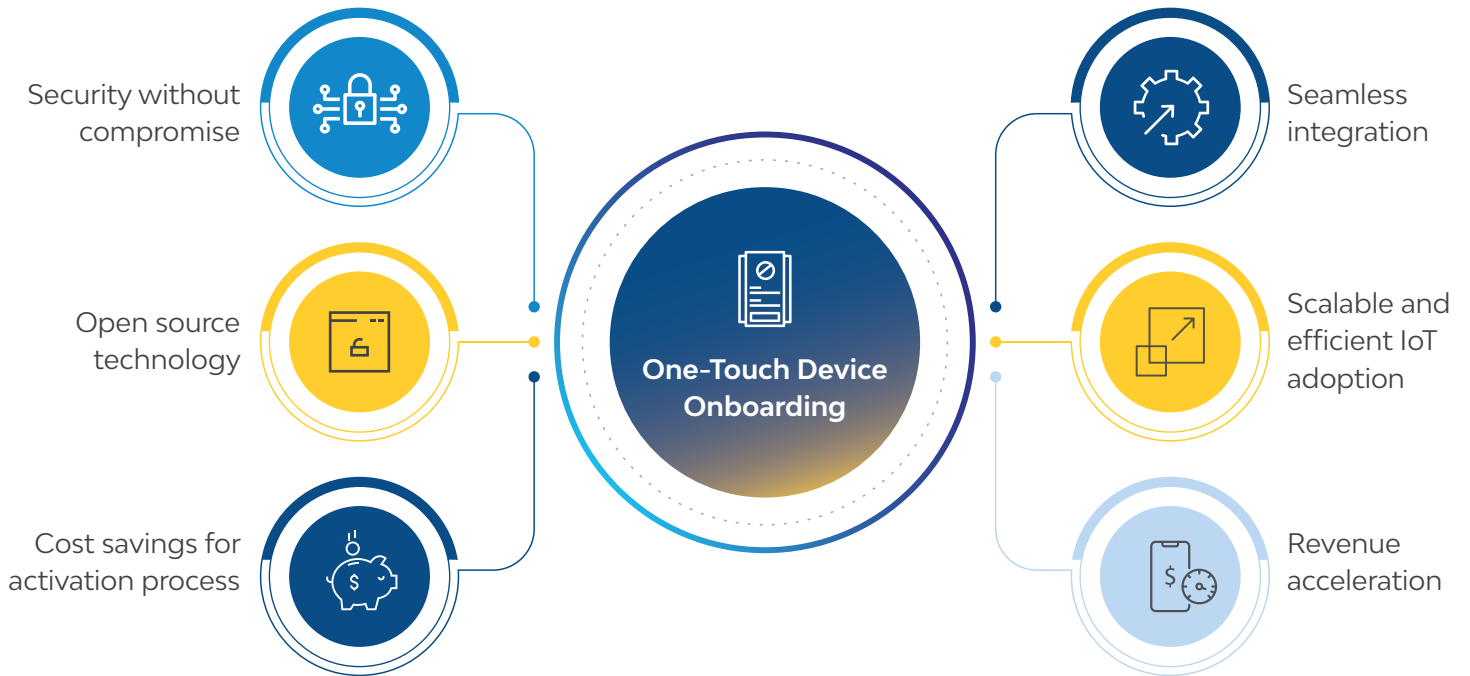 Security without
compromise
Open source
technology
Cost savings for
activation process
$
One-Touch Device
Onboarding
Seamless
integration
Scalable and
efficient IoT
adoption
$
Revenue
acceleration